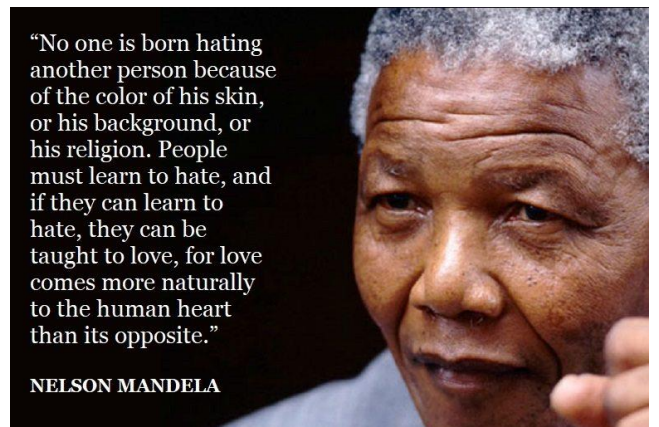 “No one is born hating
another person because
of the color of his skin,
or his background, or
his religion. People
must learn to hate, and
if they can learn to
hate, they can be
taught to love, for love
comes more naturally
to the human heart
than its opposite.”
NELSON MANDELA